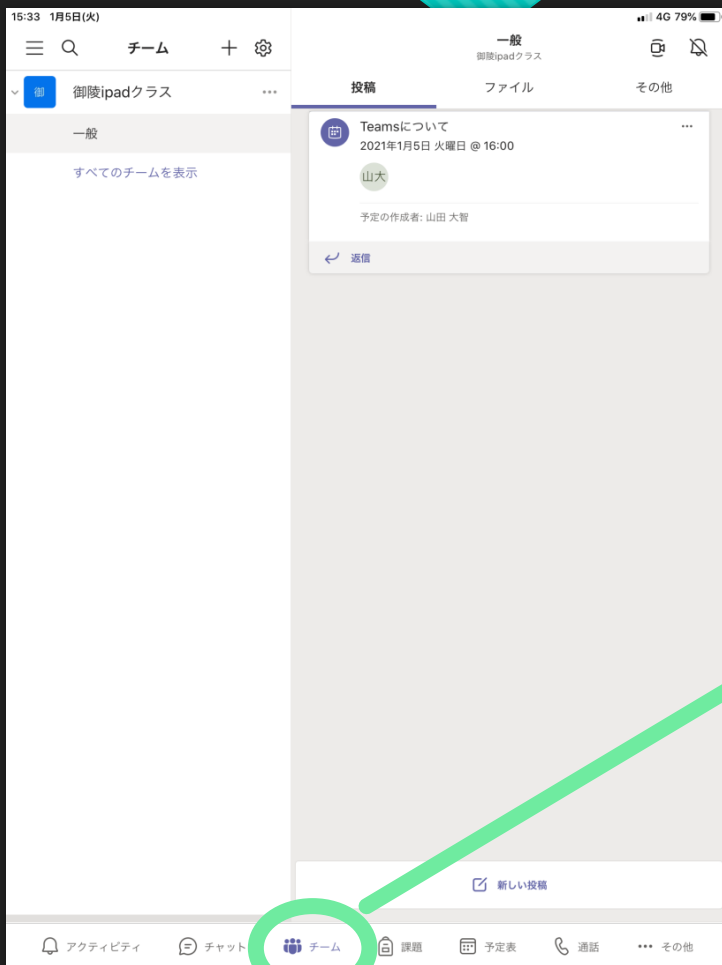 15:33 1月5日(火)
4G 79%
チーム
一般
御陵ipadクラス
御 御陵ipadクラス
一般
すべてのチームを表示
投稿 ファイル その他
Teamsについて
2021年1月5日 火曜日 @ 16:00
山大
予定の作成者: 山田 大智
返信
新しい投稿
アクティビティ チャット チーム 課題 予定表 通話 その他